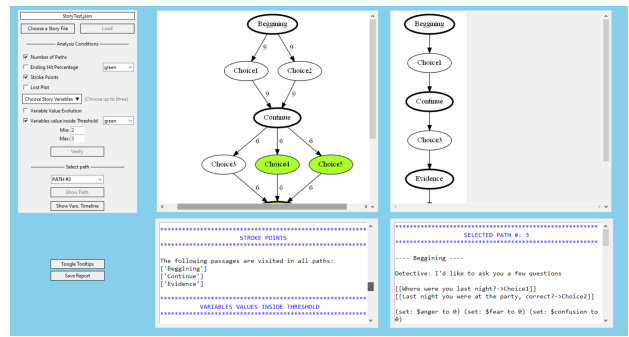 StoryTest.json
Choose a Story File
Load
Analysis Conditions
Number of Paths
Ending Hit Percentage
green
Stroke Points
Lost Plot
Choose Story Variables ▼
(Choose up to three)
Variable Value Evolution
Variables value inside Threshold
green
Min: 2
Max: 3
Verify
Select path
PATH #3
Show Path
Show Vars. Timeline
Toogle Tooltips
Save Report
Beggining
9
9
Choice1
Choice2
9
9
Continue
6
6
6
Choice3
Choice4
Choice5
6
6
6
Beggining
Choice1
Continue
Choice3
Evidence
STROKE POINTS
The following passages are visited in all paths:
['Beggining']
['Continue']
['Evidence']
VARIABLES VALUES INSIDE THRESHOLD
SELECTED PATH #: 3
---- Beggining ----
Detective: I'd like to ask you a few questions
[[Where were you last night?->Choice1]]
[[Last night you were at the party, correct?->Choice2]]
(set: $anger to 0) (set: $fear to 0) (set: $confusion to
0)